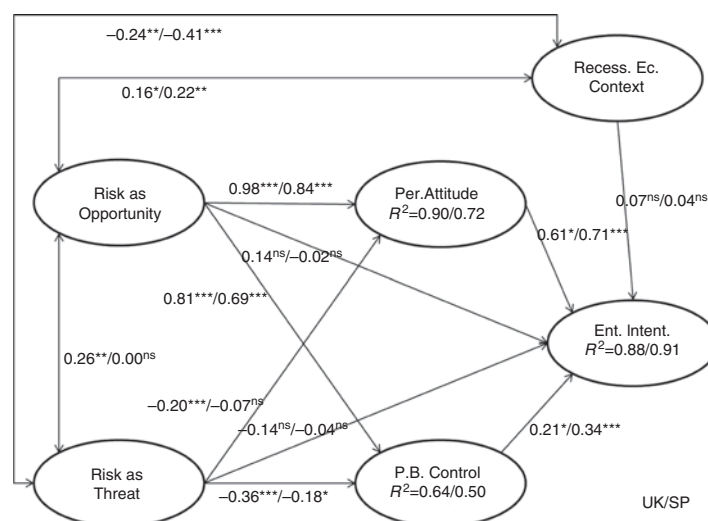 –0.24**/–0.41***
Recess. Ec.
Context
0.16*/0.22**
Risk as
Opportunity
0.98***/0.84***
Per.Attitude
R²=0.90/0.72
0.07ⁿˢ/0.04ⁿˢ
0.61*/0.71***
0.14ⁿˢ/–0.02ⁿˢ
0.81***/0.69***
Ent. Intent.
R²=0.88/0.91
0.26**/0.00ⁿˢ
–0.20***/–0.07ⁿˢ
–0.14ⁿˢ/–0.04ⁿˢ
0.21*/0.34***
Risk as
Threat
–0.36***/–0.18*
P.B. Control
R²=0.64/0.50
UK/SP